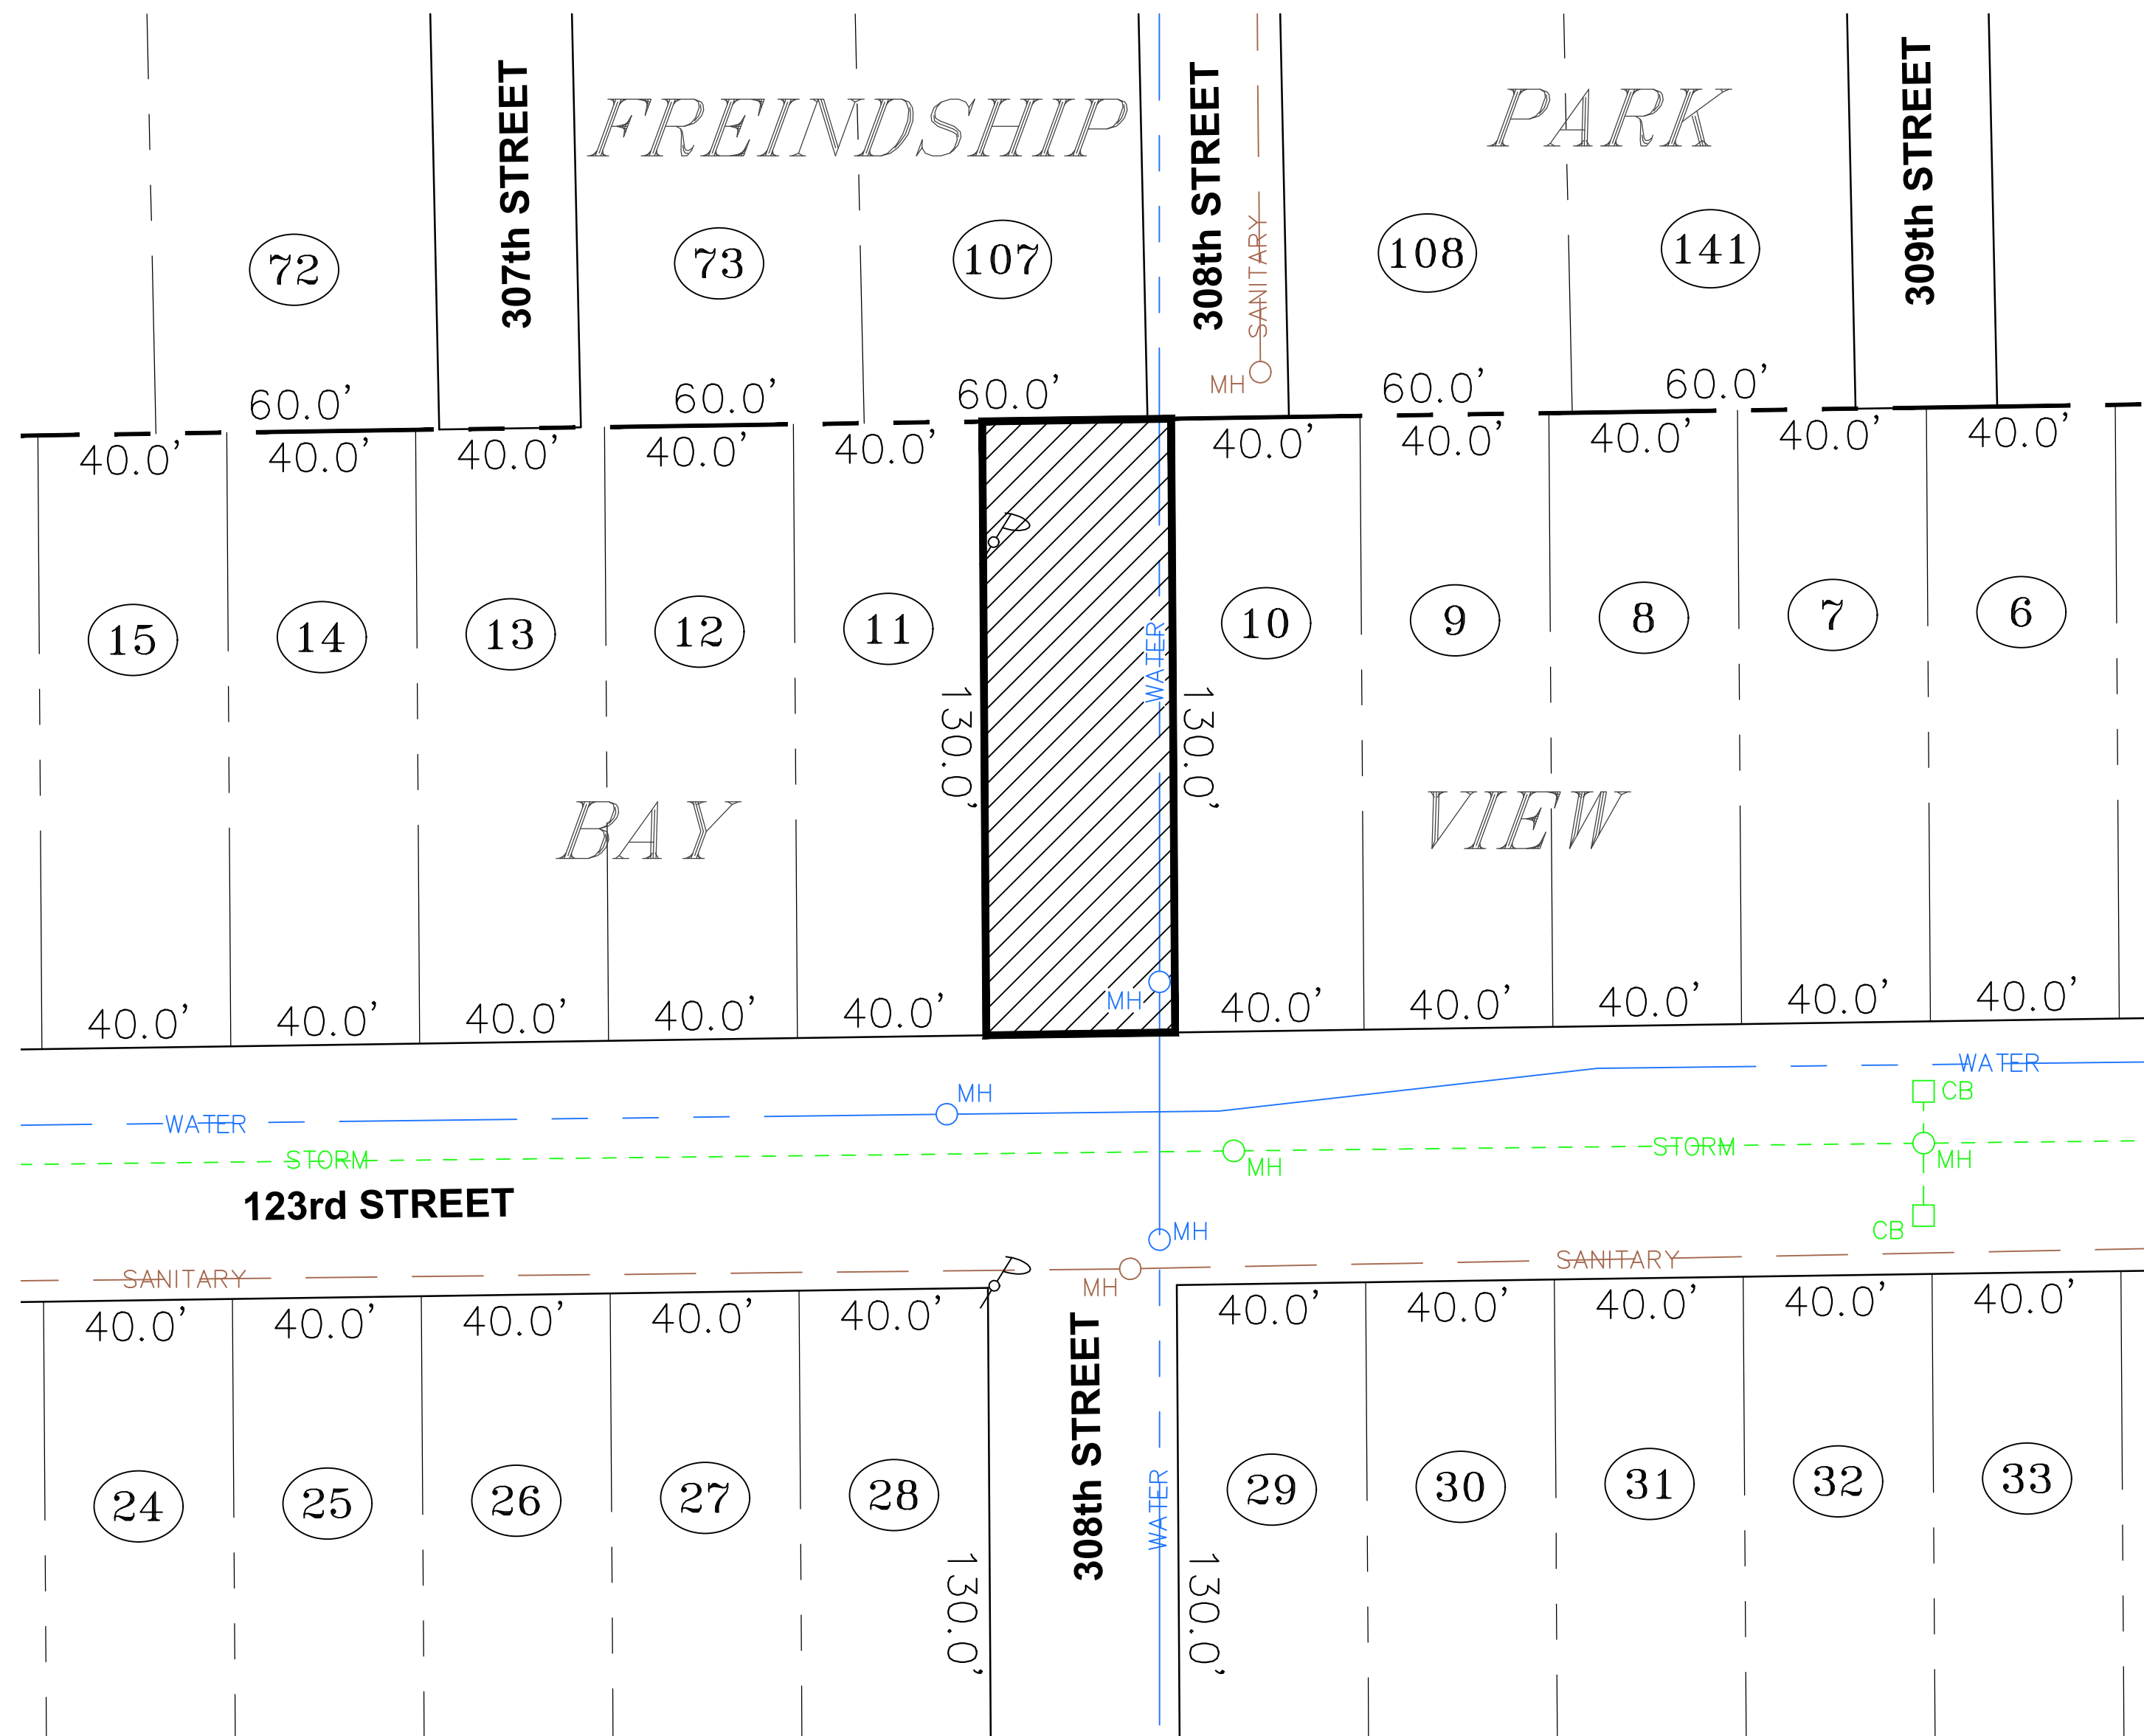 307th STREET
308th STREET
309th STREET
FREINDSHIP PARK
SANITARY
72
73
107
108
141
MH
60.0' 60.0' 60.0' 60.0' 60.0'
40.0' 40.0' 40.0' 40.0' 40.0' 40.0' 40.0' 40.0' 40.0' 40.0'
15 14 13 12 11 10 9 8 7 6
WATER
130.0' 130.0'
BAY VIEW
MH
40.0' 40.0' 40.0' 40.0' 40.0' 40.0' 40.0' 40.0' 40.0' 40.0'
WATER MH WATER
CB
STORM MH STORM MH
123rd STREET
MH CB
SANITARY MH SANITARY
40.0' 40.0' 40.0' 40.0' 40.0' 40.0' 40.0' 40.0' 40.0' 40.0'
308th STREET
24 25 26 27 28 29 30 31 32 33
WATER
130.0' 130.0'